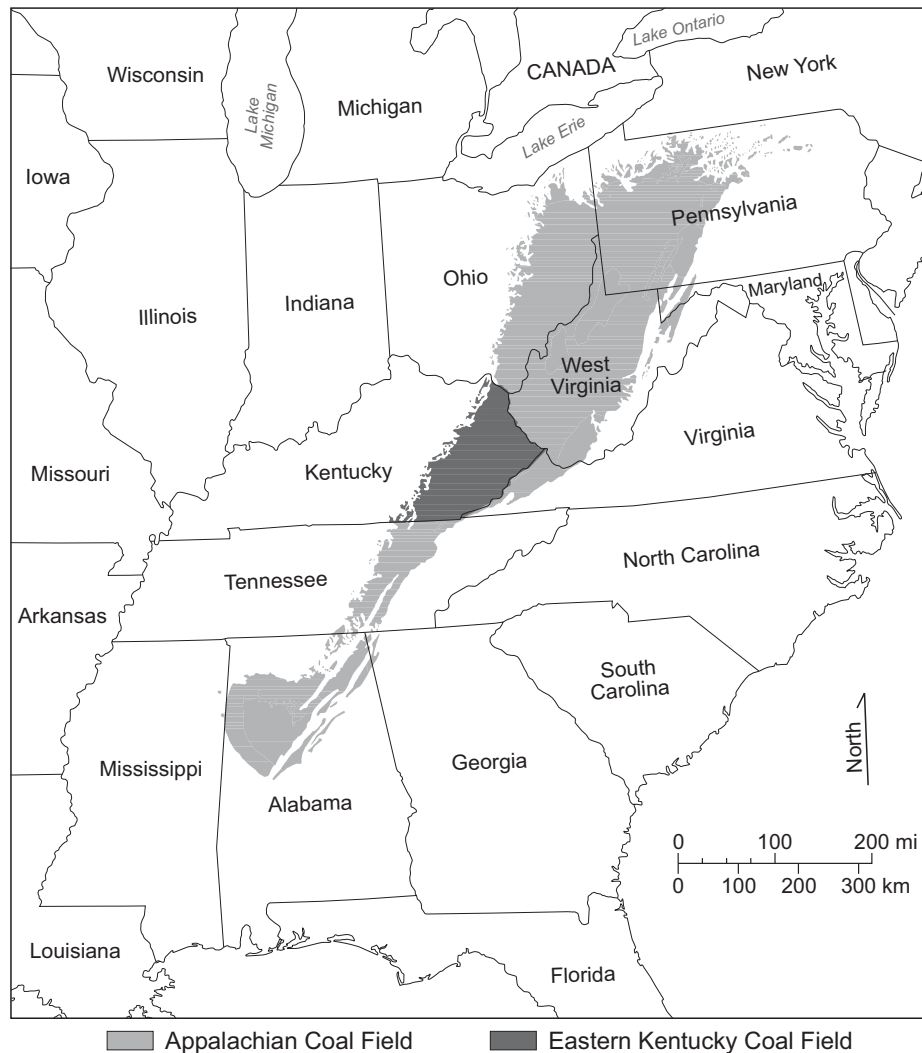 Lake Ontario
Wisconsin
CANADA
New York
Lake
Michigan
Michigan
Lake Erie
Iowa
Pennsylvania
Ohio
Maryland
Illinois
Indiana
West
Virginia
Virginia
Missouri
Kentucky
North Carolina
Tennessee
Arkansas
South
Carolina
North
Mississippi
Georgia
Alabama
0 100 200 mi
0 100 200 300 km
Louisiana
Florida
Appalachian Coal Field
Eastern Kentucky Coal Field